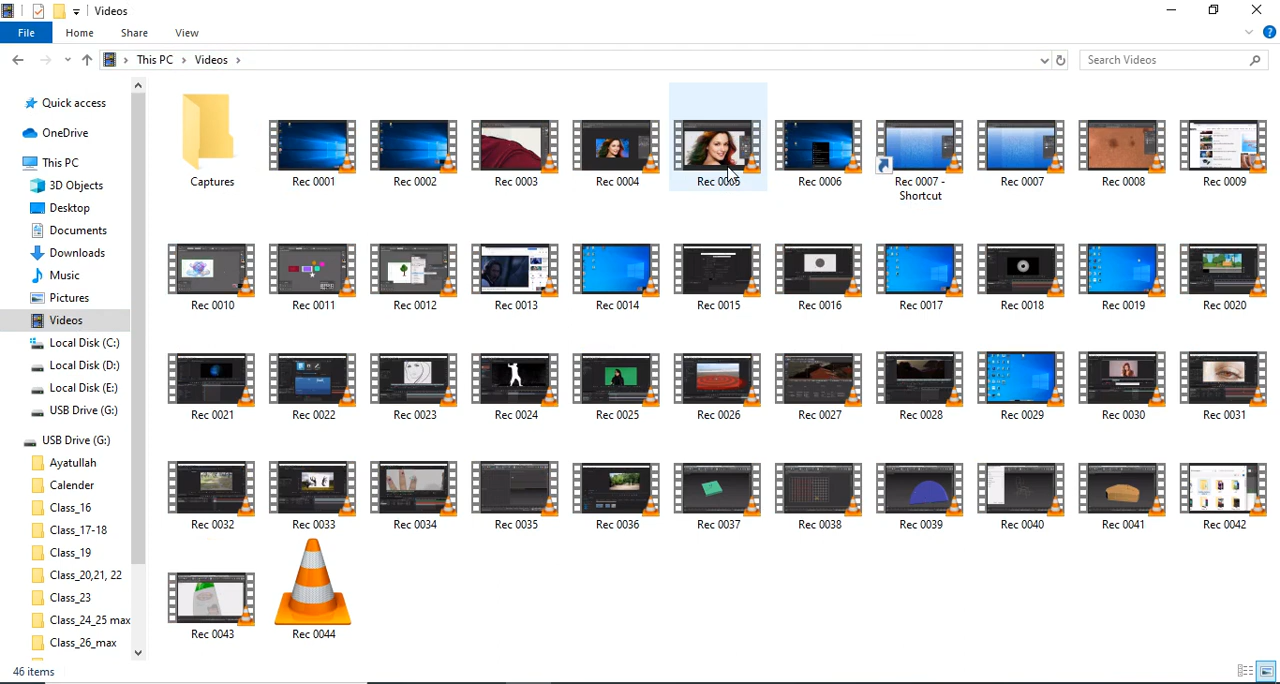 Videos
File Home Share View
This PC Videos
Search Videos
Quick access
OneDrive
This PC
3D Objects
Desktop
Documents
Downloads
Music
Pictures
Videos
Local Disk (C:)
Local Disk (D:)
Local Disk (E:)
USB Drive (G:)
USB Drive (G:)
Ayatullah
Calender
Class_16
Class_17-18
Class_19
Class_20,21, 22
Class_23
Class_24_25 max
Class_26_max
Captures Rec 0001 Rec 0002 Rec 0003 Rec 0004 Rec 0005 Rec 0006 Rec 0007 - Rec 0007 Rec 0008 Rec 0009
Shortcut
Rec 0010 Rec 0011 Rec 0012 Rec 0013 Rec 0014 Rec 0015 Rec 0016 Rec 0017 Rec 0018 Rec 0019 Rec 0020
Rec 0021 Rec 0022 Rec 0023 Rec 0024 Rec 0025 Rec 0026 Rec 0027 Rec 0028 Rec 0029 Rec 0030 Rec 0031
Rec 0032 Rec 0033 Rec 0034 Rec 0035 Rec 0036 Rec 0037 Rec 0038 Rec 0039 Rec 0040 Rec 0041 Rec 0042
Rec 0043 Rec 0044
46 items